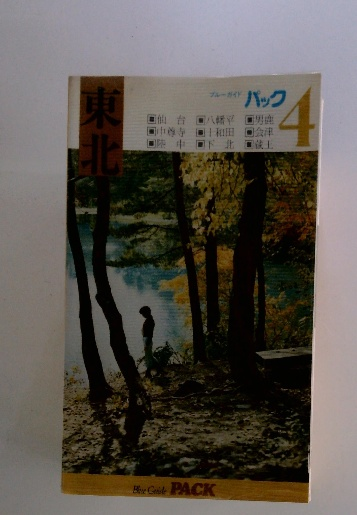 東北
ブルーガイド パック 4
■仙台 ■八幡平 ■男鹿
■中尊寺 ■十和田 ■会津
■陸中 ■下北 ■蔵王
Blue Guide PACK